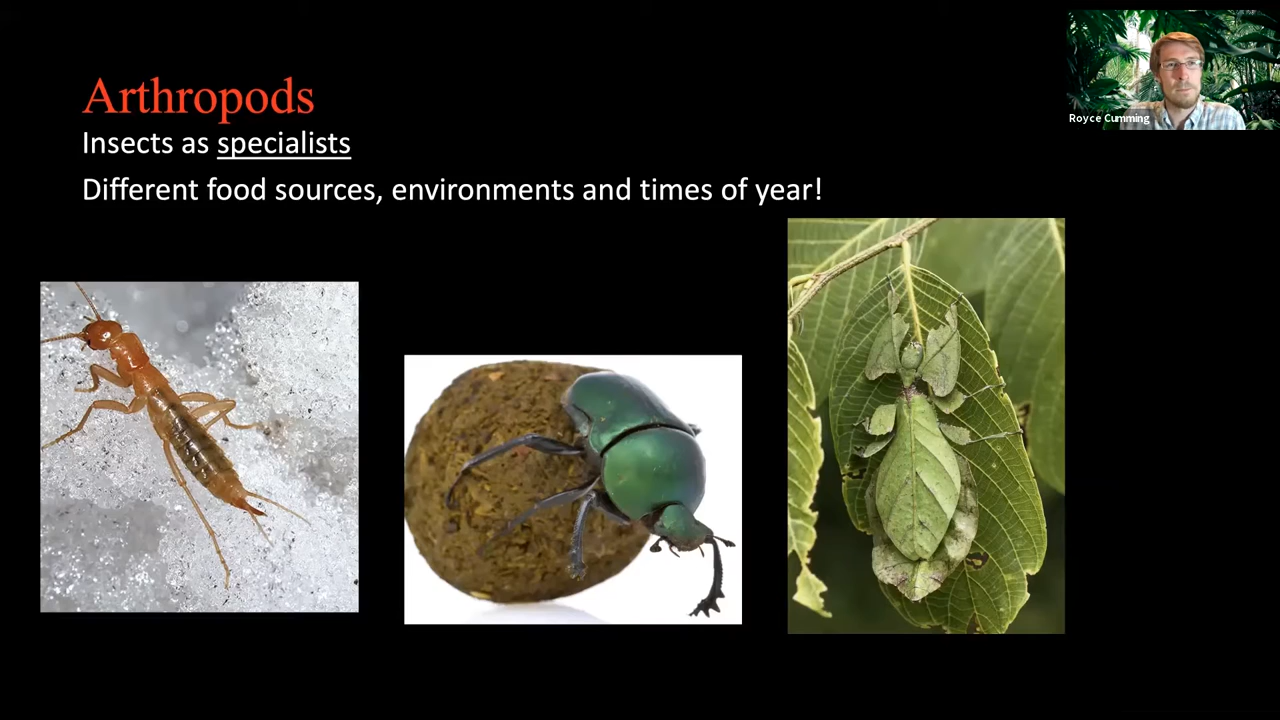 Arthropods
Insects as specialists
Different food sources, environments and times of year!
Royce Cumming